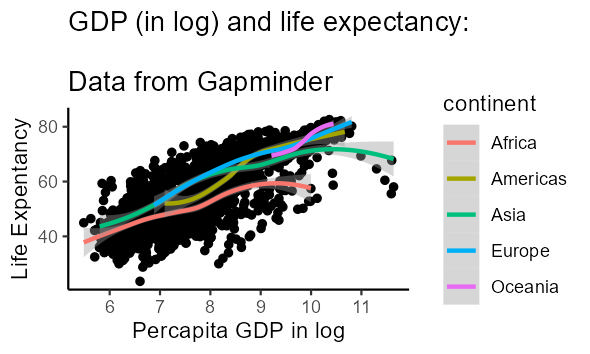 GDP (in log) and life expectancy:
Data from Gapminder
Life Expentancy
80
60
40
6 7 8 9 10 11
Percapita GDP in log
continent
Africa
Americas
Asia
Europe
Oceania